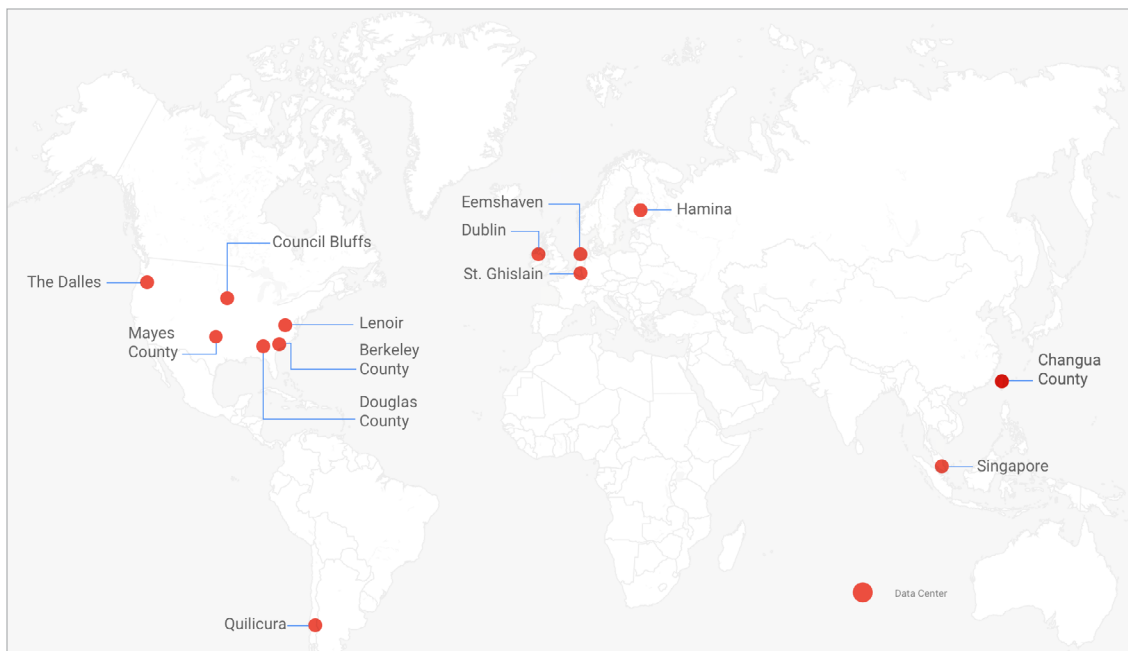 Eemshaven
Hamina
Dublin
Council Bluffs
St. Ghislain
The Dalles
Lenoir
Mayes
County
Berkeley
County
Changua
County
Douglas
County
Singapore
Data Center
Quilicura